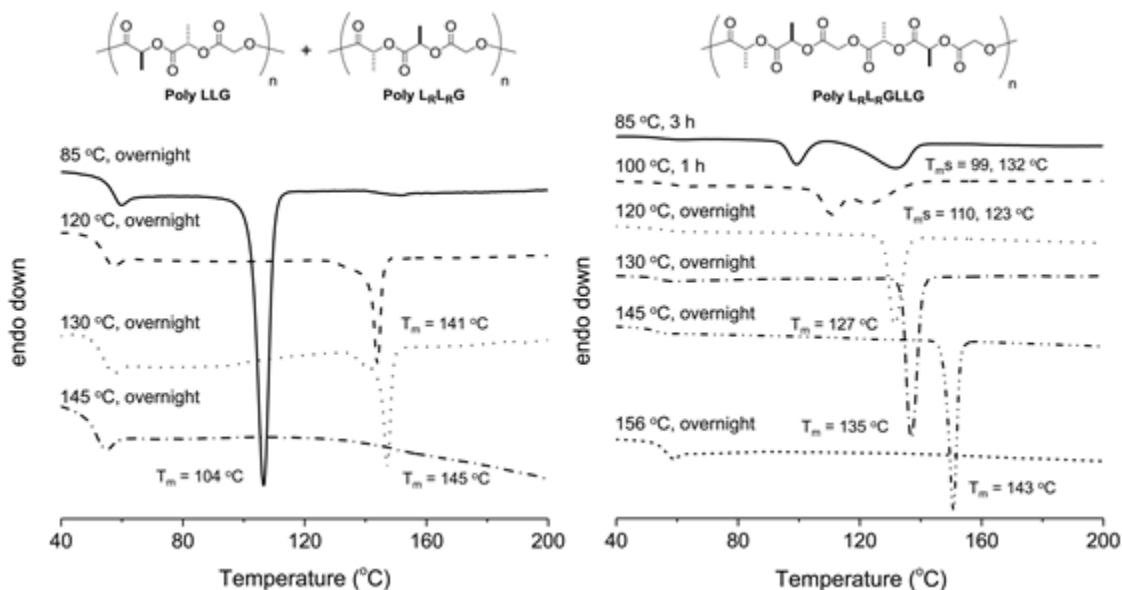 O O O O O O O
n
+
O O O O O O O
n
Poly LLG
Poly LRLRG
O O O O O O O O O O O O O
n
Poly LRLRGLLG
85 °C, overnight
120 °C, overnight
Tm = 141 °C
130 °C, overnight
145 °C, overnight
Tm = 104 °C
Tm = 145 °C
endo down
40 80 120 160 200
Temperature (°C)
85 °C, 3 h
100 °C, 1 h
Tms = 99, 132 °C
120 °C, overnight
Tms = 110, 123 °C
130 °C, overnight
145 °C, overnight
Tm = 127 °C
156 °C, overnight
Tm = 135 °C
Tm = 143 °C
endo down
40 80 120 160 200
Temperature (°C)